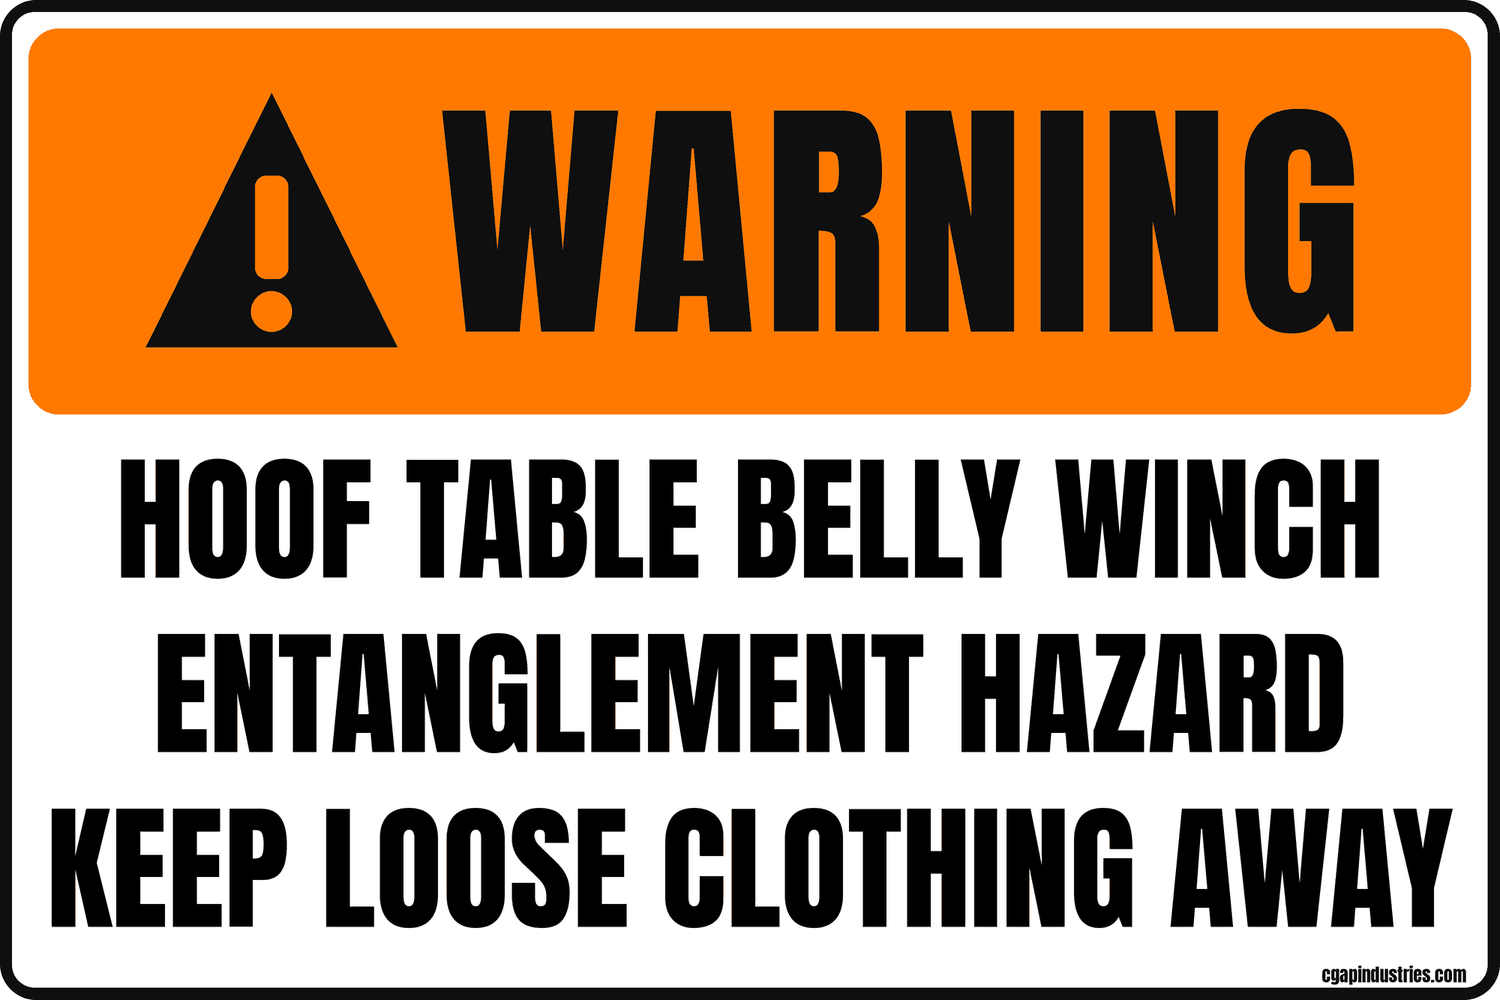 WARNING
HOOF TABLE BELLY WINCH
ENTANGLEMENT HAZARD
KEEP LOOSE CLOTHING AWAY
cgapindustries.com